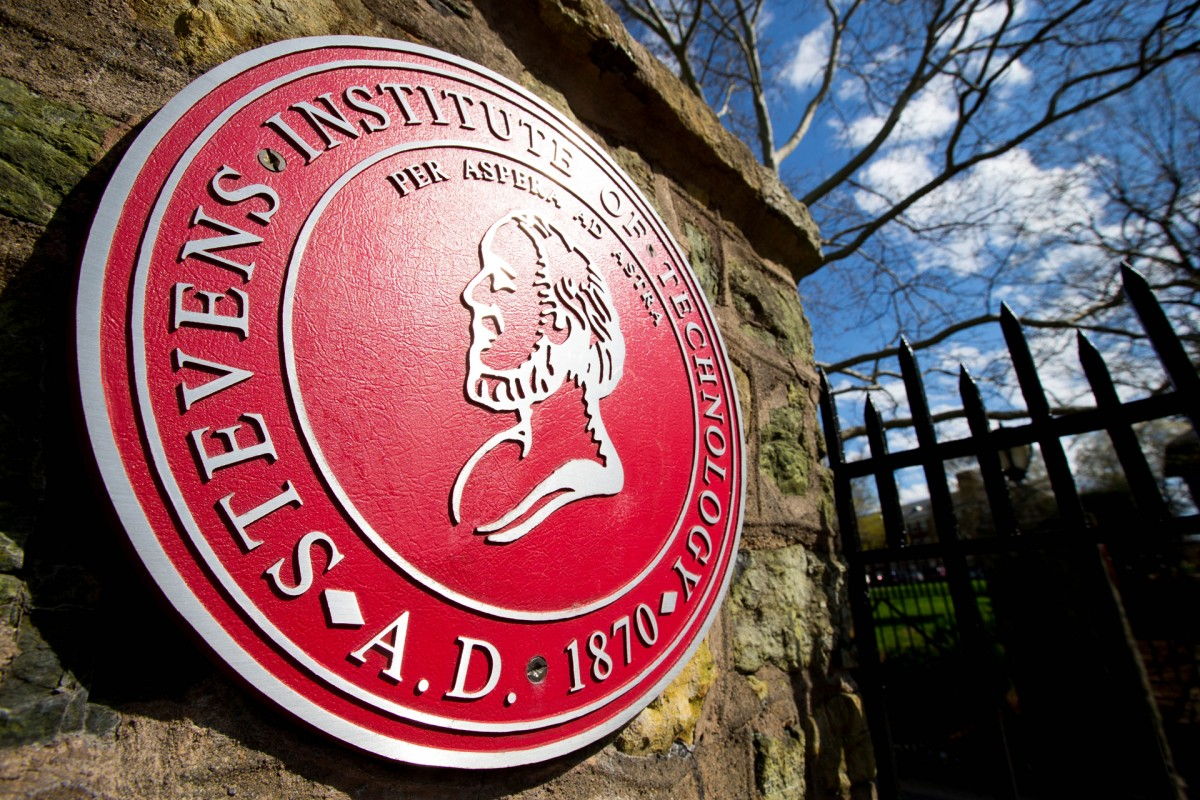 STEVENS INSTITUTE OF TECHNOLOGY
PER ASPERA AD ASTRA
A.D. 1870